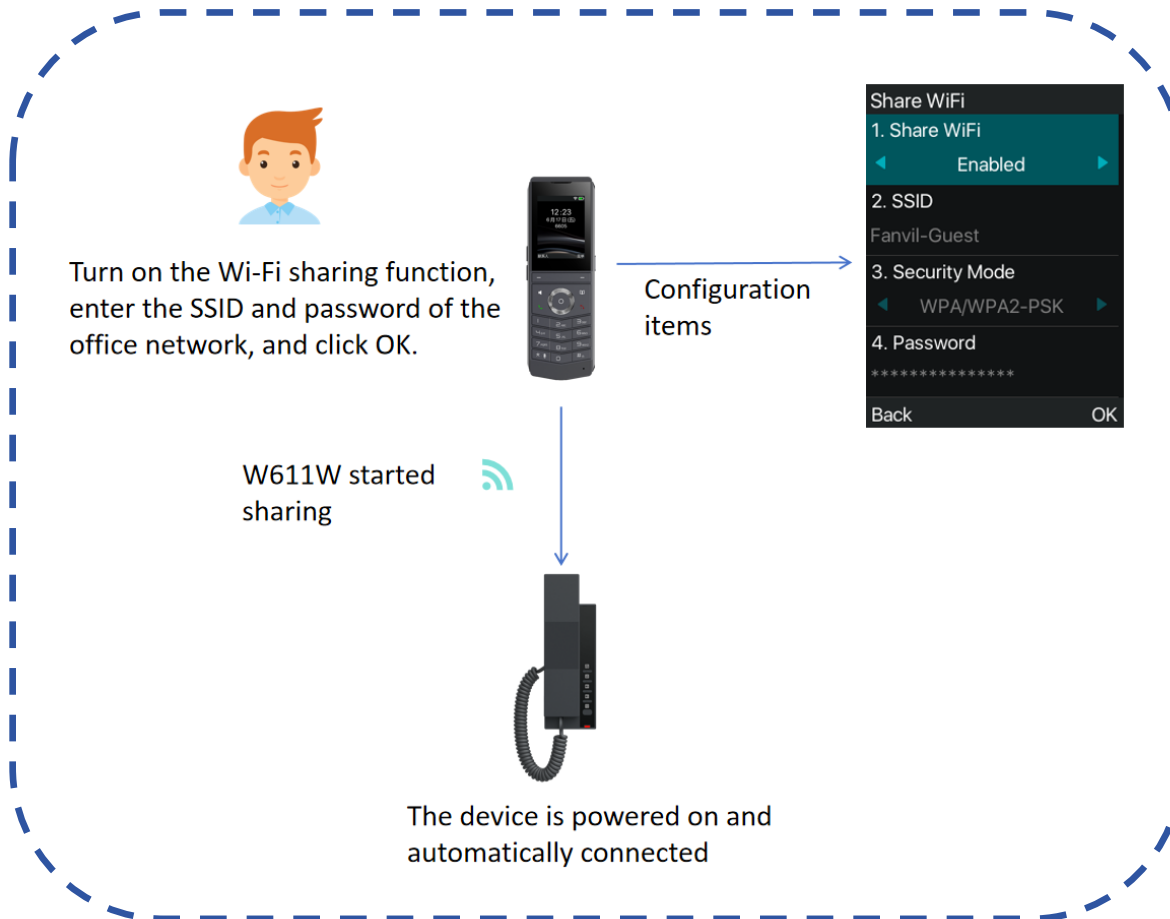 Turn on the Wi-Fi sharing function,
enter the SSID and password of the
office network, and click OK.
12:23
Configuration
items
Share WiFi
1. Share WiFi
Enabled
2. SSID
Fanvil-Guest
3. Security Mode
WPA/WPA2-PSK
4. Password
***************
Back OK
W611W started
sharing
The device is powered on and
automatically connected